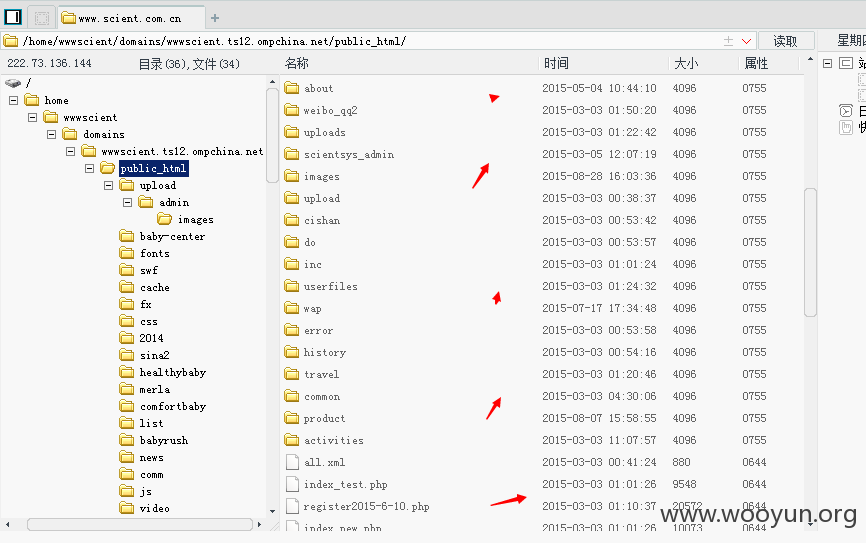 www.scient.com.cn
/home/wwwscient/domains/wwwscient.ts12.ompchina.net/public_html/
读取
222.73.136.144
目录(36),文件(34)
名称 时间 大小 属性
/
home
wwwscient
domains
wwwscient.ts12.ompchina.net
public_html
upload
admin
images
baby-center
fonts
swf
cache
fx
css
2014
sina2
healthybaby
merla
comfortbaby
list
babyrush
news
comm
js
video
about 2015-05-04 10:44:10 4096 0755
weibo_qq2 2015-03-03 01:50:20 4096 0755
uploads 2015-03-03 01:22:42 4096 0755
scientsys_admin 2015-03-05 12:07:19 4096 0755
images 2015-08-28 16:03:36 4096 0755
upload 2015-03-03 00:38:37 4096 0755
cishan 2015-03-03 00:53:42 4096 0755
do 2015-03-03 00:53:57 4096 0755
inc 2015-03-03 01:01:24 4096 0755
userfiles 2015-03-03 01:24:32 4096 0755
wap 2015-07-17 17:34:48 4096 0755
error 2015-03-03 00:53:58 4096 0755
history 2015-03-03 00:54:16 4096 0755
travel 2015-03-03 01:20:46 4096 0755
common 2015-03-03 04:30:06 4096 0755
product 2015-08-07 15:58:55 4096 0755
activities 2015-03-03 11:07:57 4096 0755
all.xml 2015-03-03 00:41:24 880 0644
index_test.php 2015-03-03 01:01:26 9548 0644
register2015-6-10.php 2015-03-03 01:10:37 20572 0644
index_new.php 2015-03-03 01:01:26 10073 0644
星期四
www.wooyun.org